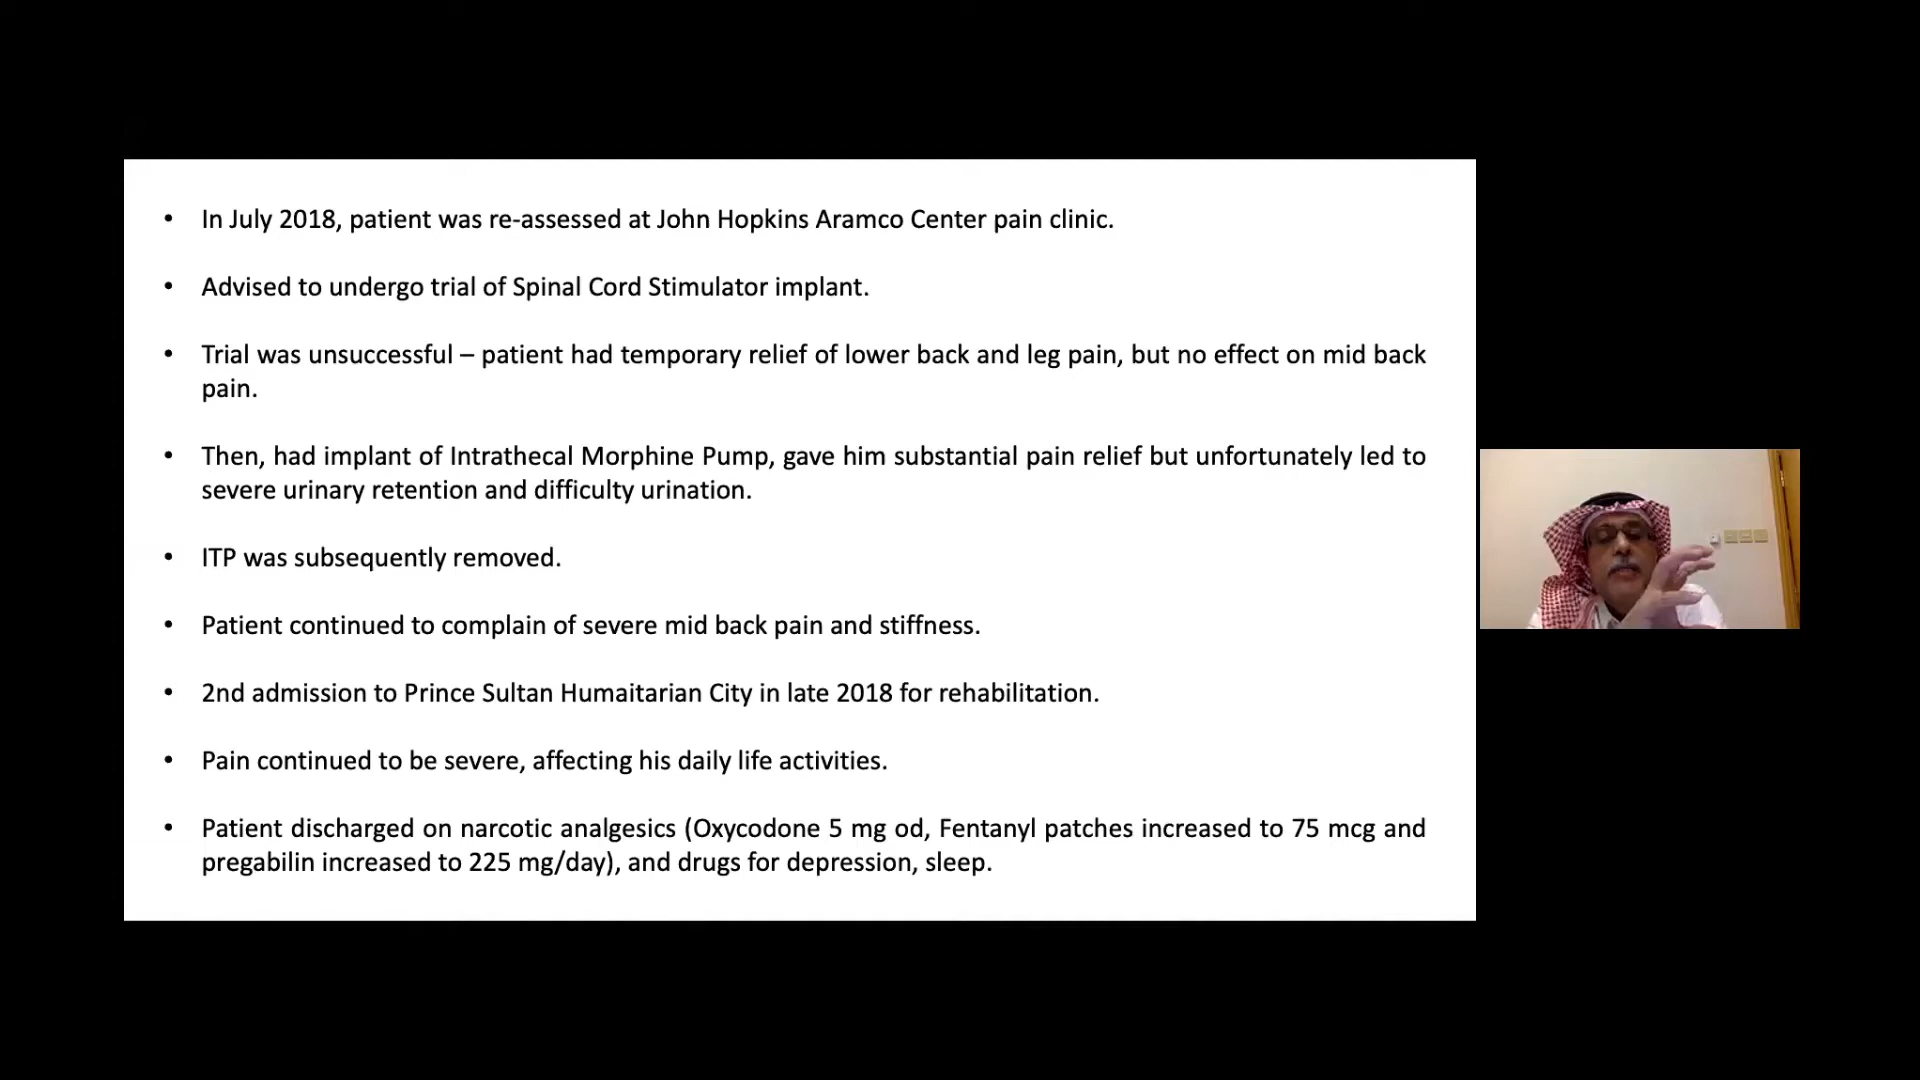 • In July 2018, patient was re-assessed at John Hopkins Aramco Center pain clinic.
• Advised to undergo trial of Spinal Cord Stimulator implant.
• Trial was unsuccessful – patient had temporary relief of lower back and leg pain, but no effect on mid back
pain.
• Then, had implant of Intrathecal Morphine Pump, gave him substantial pain relief but unfortunately led to
severe urinary retention and difficulty urination.
• ITP was subsequently removed.
• Patient continued to complain of severe mid back pain and stiffness.
• 2nd admission to Prince Sultan Humaitarian City in late 2018 for rehabilitation.
• Pain continued to be severe, affecting his daily life activities.
• Patient discharged on narcotic analgesics (Oxycodone 5 mg od, Fentanyl patches increased to 75 mcg and
pregabilin increased to 225 mg/day), and drugs for depression, sleep.